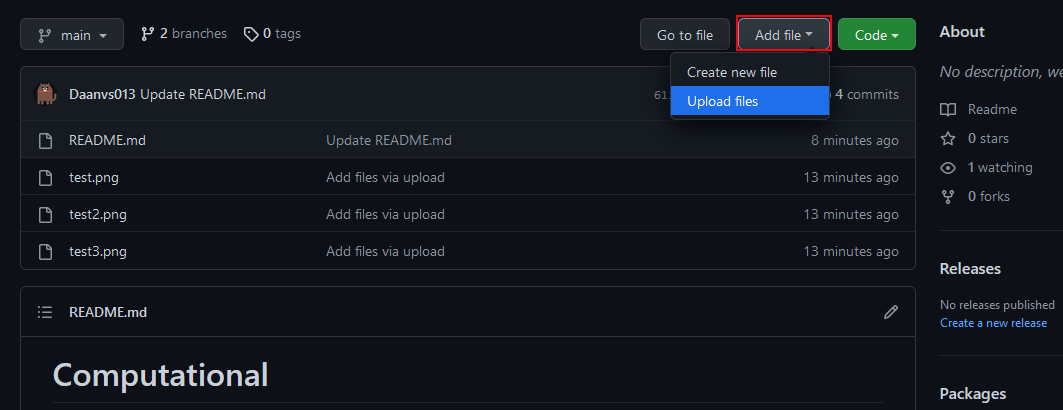 main
2 branches
0 tags
Go to file
Add file
Code
Create new file
Upload files
Daanvs013 Update README.md
4 commits
README.md Update README.md 8 minutes ago
test.png Add files via upload 13 minutes ago
test2.png Add files via upload 13 minutes ago
test3.png Add files via upload 13 minutes ago
README.md
Computational
About
No description, we
Readme
0 stars
1 watching
0 forks
Releases
No releases published
Create a new release
Packages